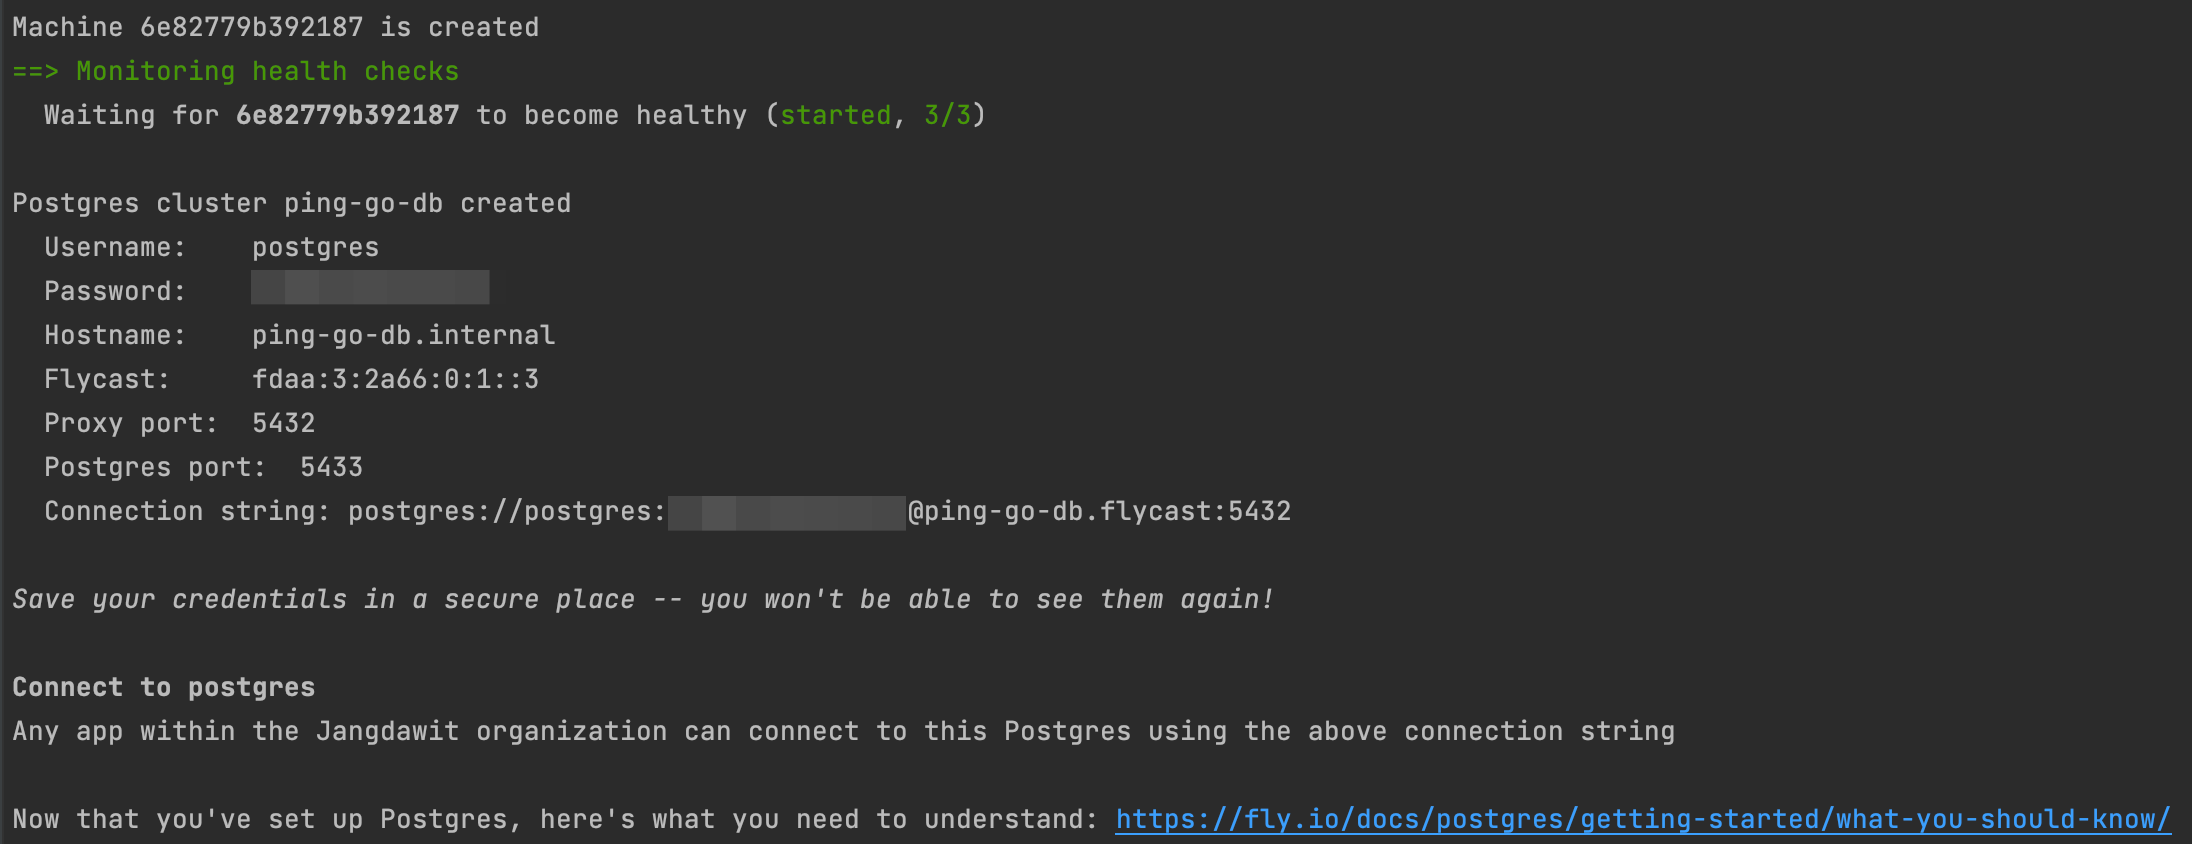 Machine 6e82779b392187 is created
==> Monitoring health checks
Waiting for 6e82779b392187 to become healthy (started, 3/3)
Postgres cluster ping-go-db created
Username: postgres
Password:
Hostname: ping-go-db.internal
Flycast: fdaa:3:2a66:0:1::3
Proxy port: 5432
Postgres port: 5433
Connection string: postgres://postgres: @ping-go-db.flycast:5432
Save your credentials in a secure place -- you won't be able to see them again!
Connect to postgres
Any app within the Jangdawit organization can connect to this Postgres using the above connection string
Now that you've set up Postgres, here's what you need to understand: https://fly.io/docs/postgres/getting-started/what-you-should-know/